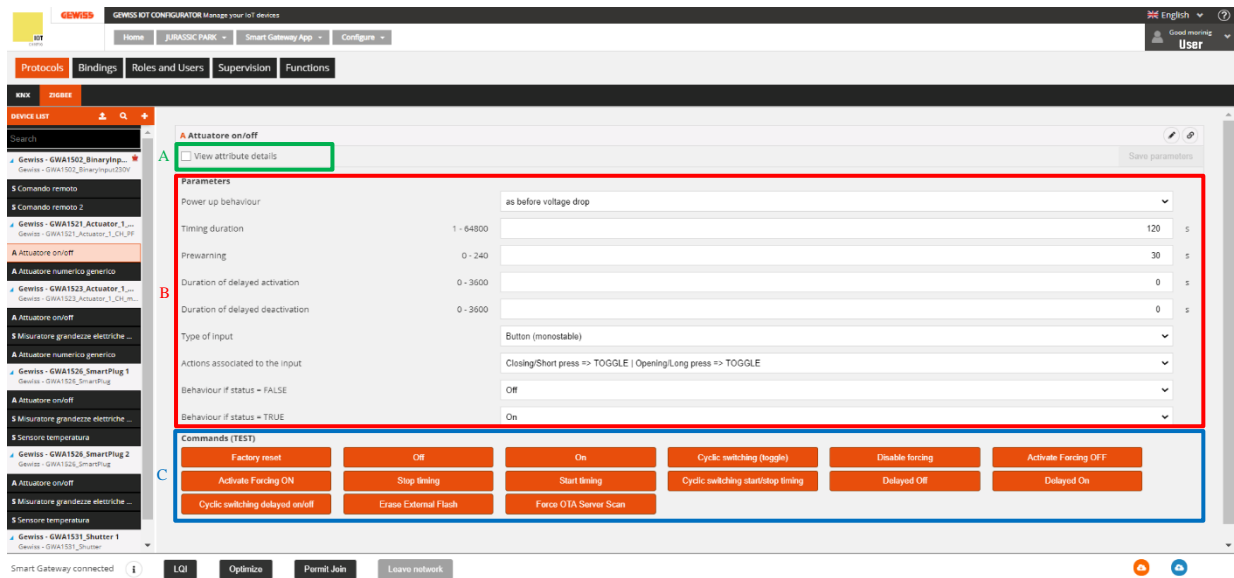 GEWISS GEWISS IOT CONFIGURATOR Manage your IoT devices English
IOT Home JURASSIC PARK Smart Gateway App Configure Good morinig
User
Protocols Bindings Roles and Users Supervision Functions
KNX ZIGBEE
DEVICE LIST
Search
Gewiss - GWA1502_BinaryInp...
Gewiss - GWA1502_BinaryInput230V
S Comando remoto
S Comando remoto 2
Gewiss - GWA1521_Actuator_1_...
Gewiss - GWA1521_Actuator_1_CH_PF
A Attuatore on/off
A Attuatore numerico generico
Gewiss - GWA1523_Actuator_1_...
Gewiss - GWA1523_Actuator_1_CH_m...
A Attuatore on/off
S Misuratore grandezze elettriche ...
A Attuatore numerico generico
Gewiss - GWA1526_SmartPlug 1
Gewiss - GWA1526_SmartPlug
A Attuatore on/off
S Misuratore grandezze elettriche ...
S Sensore temperatura
Gewiss - GWA1526_SmartPlug 2
Gewiss - GWA1526_SmartPlug
A Attuatore on/off
S Misuratore grandezze elettriche ...
S Sensore temperatura
Gewiss - GWA1531_Shutter 1
Gewiss - GWA1531_Shutter
A Attuatore on/off
A View attribute details Save parameters
B
Parameters
Power up behaviour as before voltage drop
Timing duration 1 - 64800 120 s
Prewarning 0 - 240 30 s
Duration of delayed activation 0 - 3600 0 s
Duration of delayed deactivation 0 - 3600 0 s
Type of input Button (monostable)
Actions associated to the input Closing/Short press => TOGGLE | Opening/Long press => TOGGLE
Behaviour if status = FALSE Off
Behaviour if status = TRUE On
C
Commands (TEST)
Factory reset Off On Cyclic switching (toggle) Disable forcing Activate Forcing OFF
Activate Forcing ON Stop timing Start timing Cyclic switching start/stop timing Delayed Off Delayed On
Cyclic switching delayed on/off Erase External Flash Force OTA Server Scan
Smart Gateway connected i LQI Optimize Permit Join Leave network